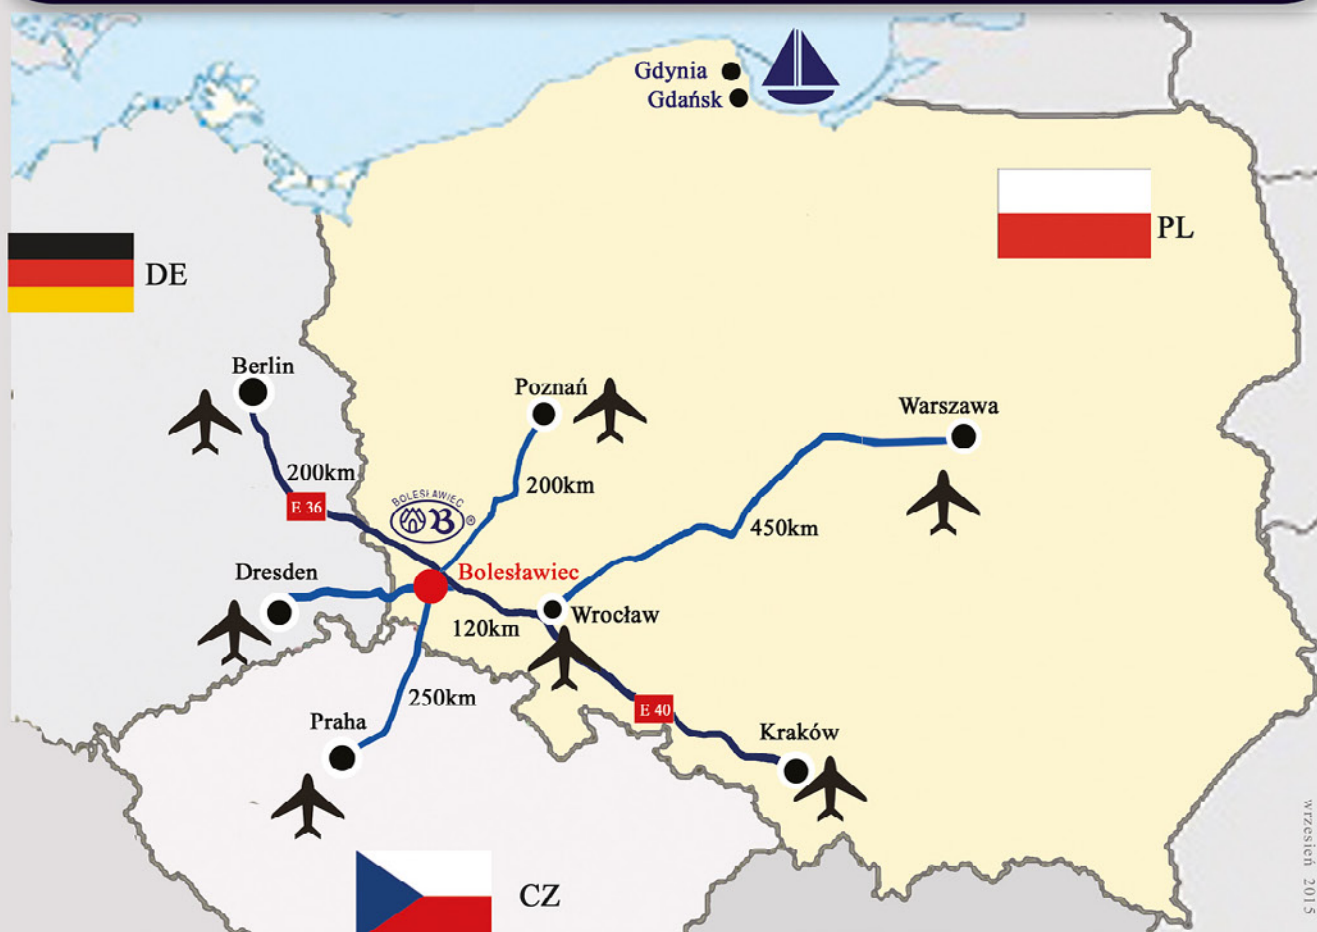 Gdynia
Gdańsk
PL
DE
Berlin
Poznań
Warszawa
200km
200km
E 36
BOLESŁAWIEC
B ®
450km
Dresden
Bolesławiec
Wrocław
120km
250km
E 40
Praha
Kraków
CZ
wrzesień 2015